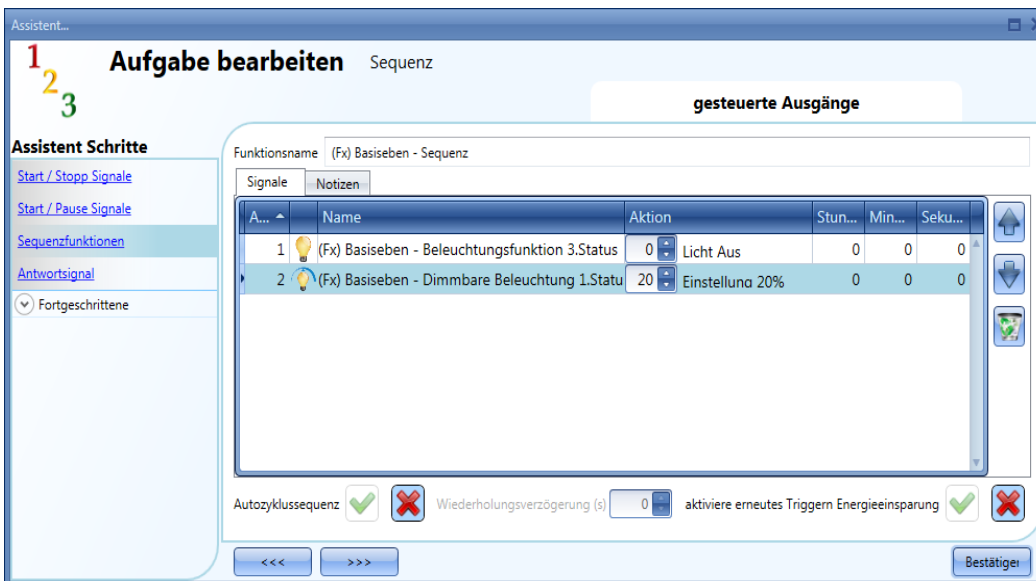 Assistent...
1 2 3
Aufgabe bearbeiten Sequenz
gesteuerte Ausgänge
Assistent Schritte
Start / Stopp Signale
Start / Pause Signale
Sequenzfunktionen
Antwortsignal
Fortgeschrittene
Funktionsname (Fx) Basiseben - Sequenz
Signale Notizen
A... Name Aktion Stun... Min... Seku...
1 (Fx) Basiseben - Beleuchtungsfunktion 3.Status 0 Licht Aus 0 0 0
2 (Fx) Basiseben - Dimmbare Beleuchtung 1.Statu 20 Einstellung 20% 0 0 0
Autozyklussequenz Wiederholungsverzögerung (s) 0 aktiviere erneutes Triggern Energieeinsparung
<<< >>> Bestätiger